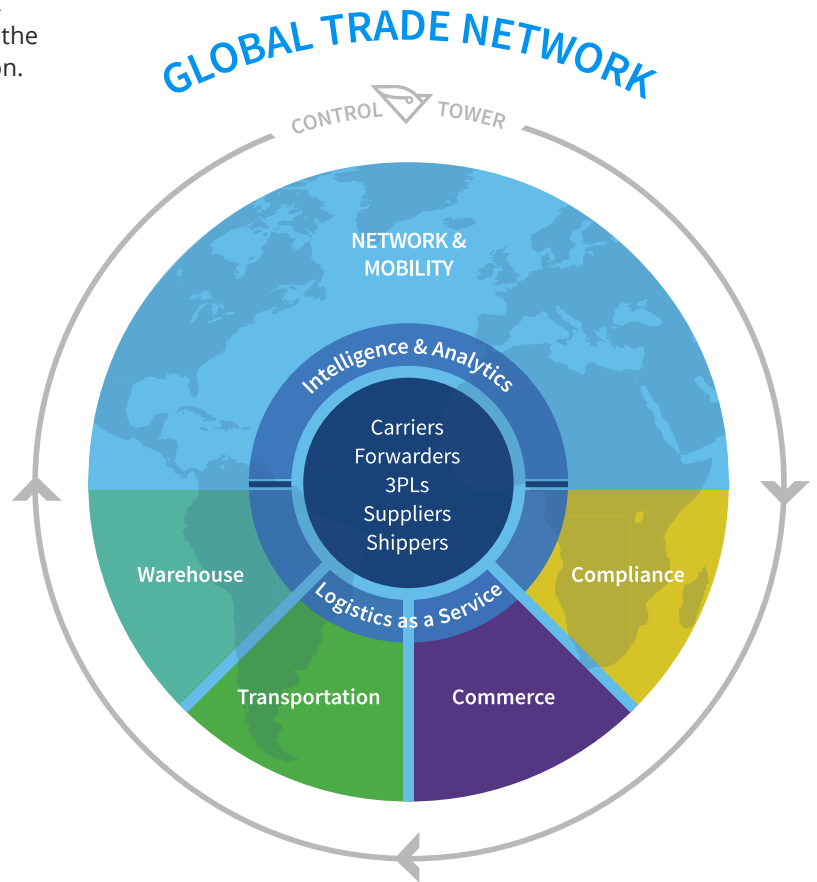 the
on.
GLOBAL TRADE NETWORK
CONTROL TOWER
NETWORK &
MOBILITY
Intelligence & Analytics
Carriers
Forwarders
3PLs
Suppliers
Shippers
Warehouse
Compliance
Logistics as a Service
Transportation
Commerce